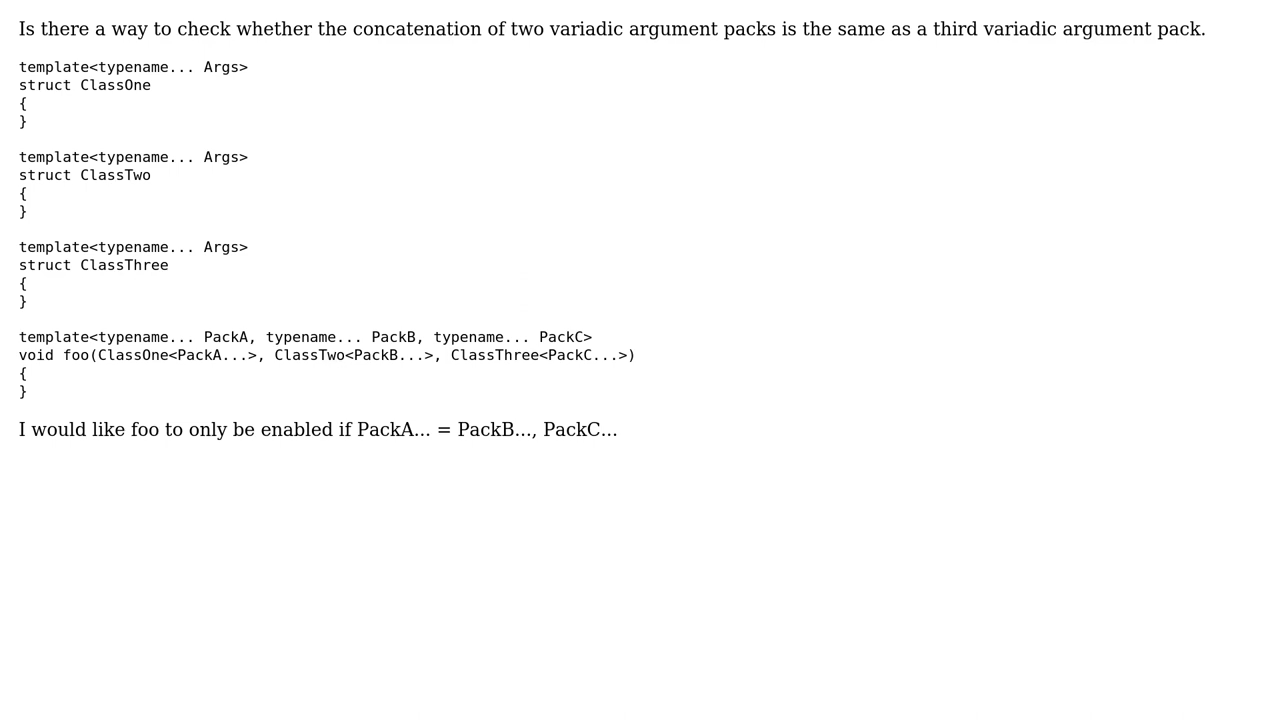 Is there a way to check whether the concatenation of two variadic argument packs is the same as a third variadic argument pack.
template<typename... Args>
struct ClassOne
{
}
template<typename... Args>
struct ClassTwo
{
}
template<typename... Args>
struct ClassThree
{
}
template<typename... PackA, typename... PackB, typename... PackC>
void foo(ClassOne<PackA...>, ClassTwo<PackB...>, ClassThree<PackC...>)
{
}
I would like foo to only be enabled if PackA... = PackB..., PackC...